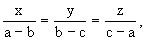 x/(a − b) = y/(b − c) = z/(c − a),